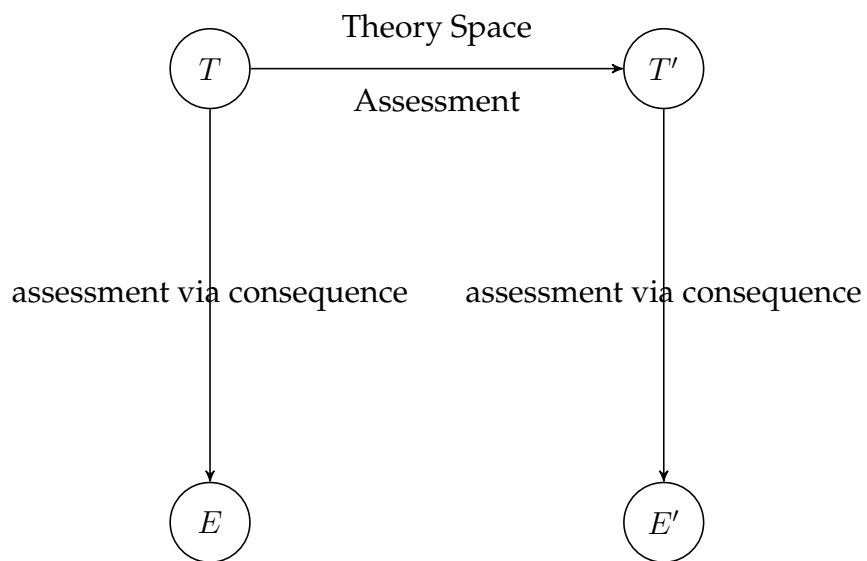 Theory Space
T
T′
Assessment
assessment via consequence
assessment via consequence
E
E′